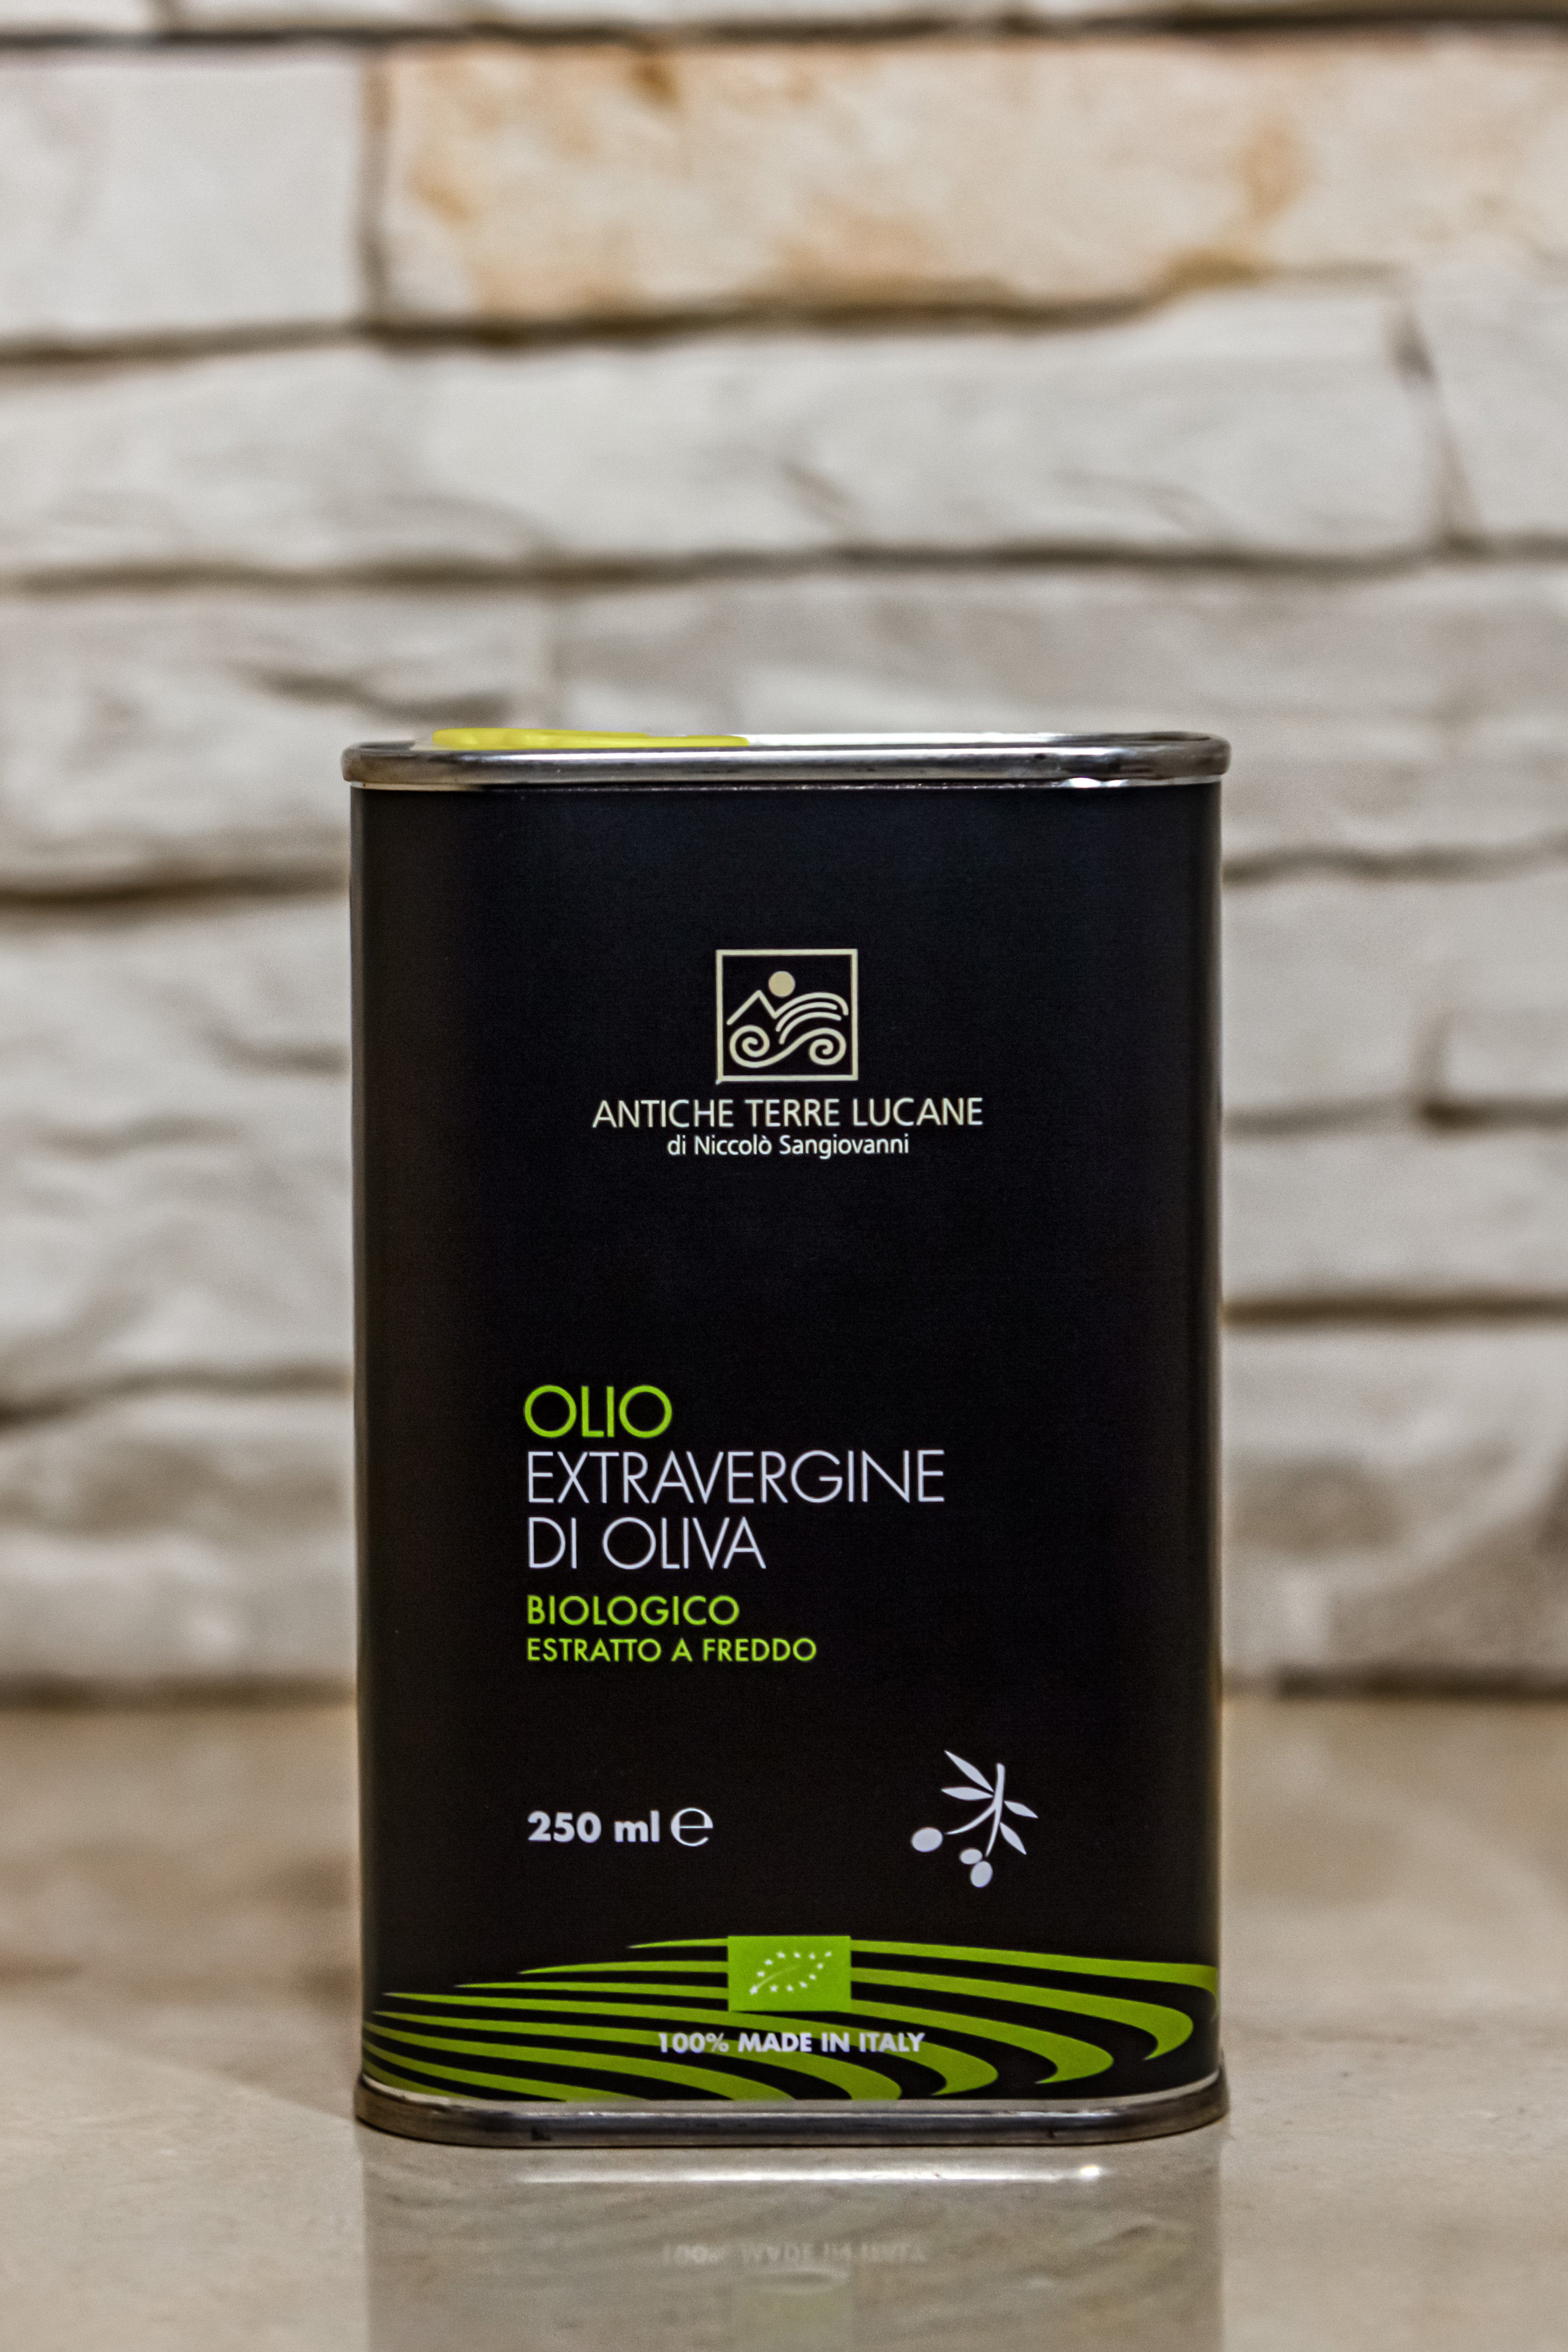 ANTICHE TERRE LUCANE
di Niccolò Sangiovanni
OLIO
EXTRAVERGINE
DI OLIVA
BIOLOGICO
ESTRATTO A FREDDO
250 ml ℮
100% MADE IN ITALY